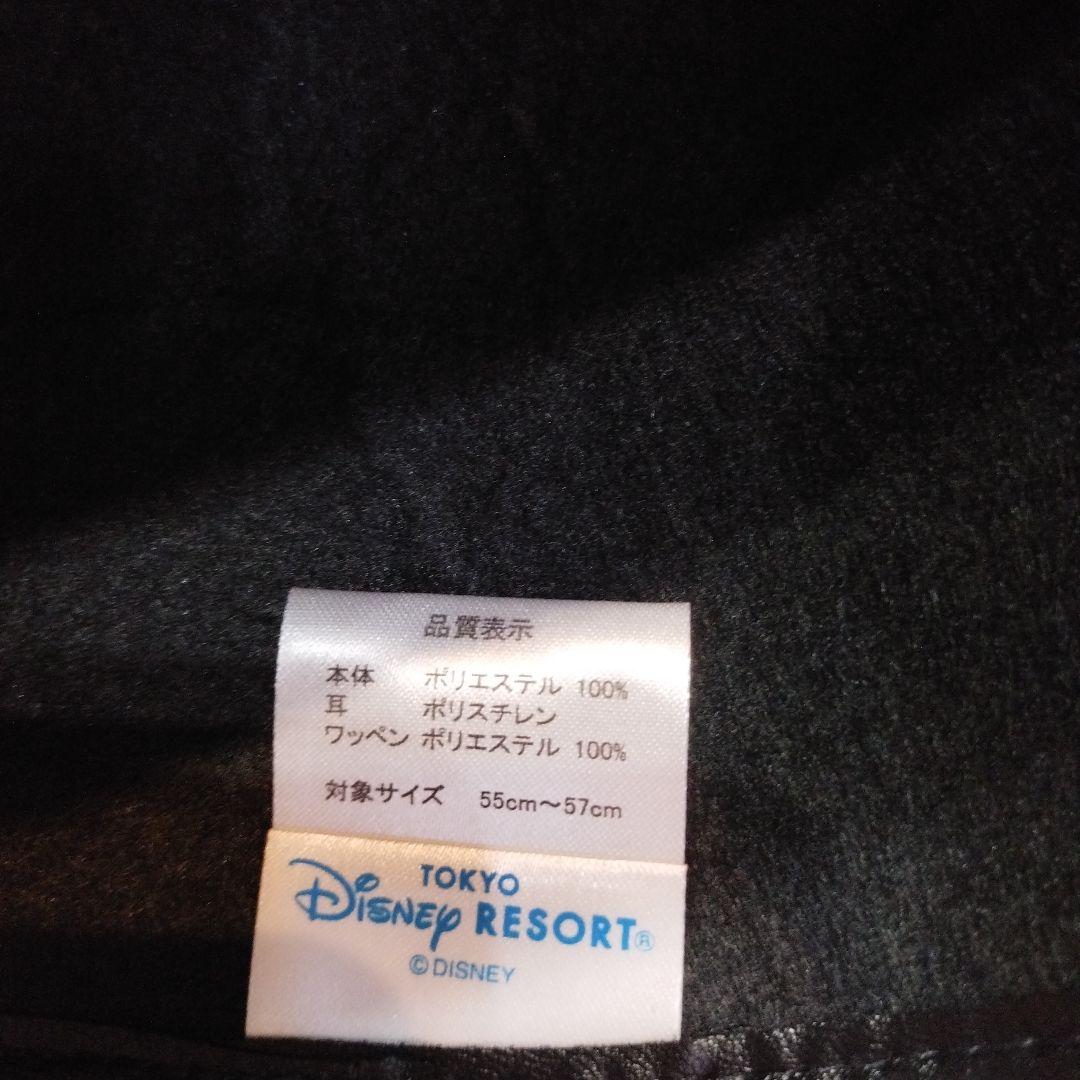 品質表示
本体 ポリエステル 100%
耳 ポリスチレン
ワッペン ポリエステル 100%
対象サイズ 55cm～57cm
TOKYO
Disney RESORT®
© DISNEY